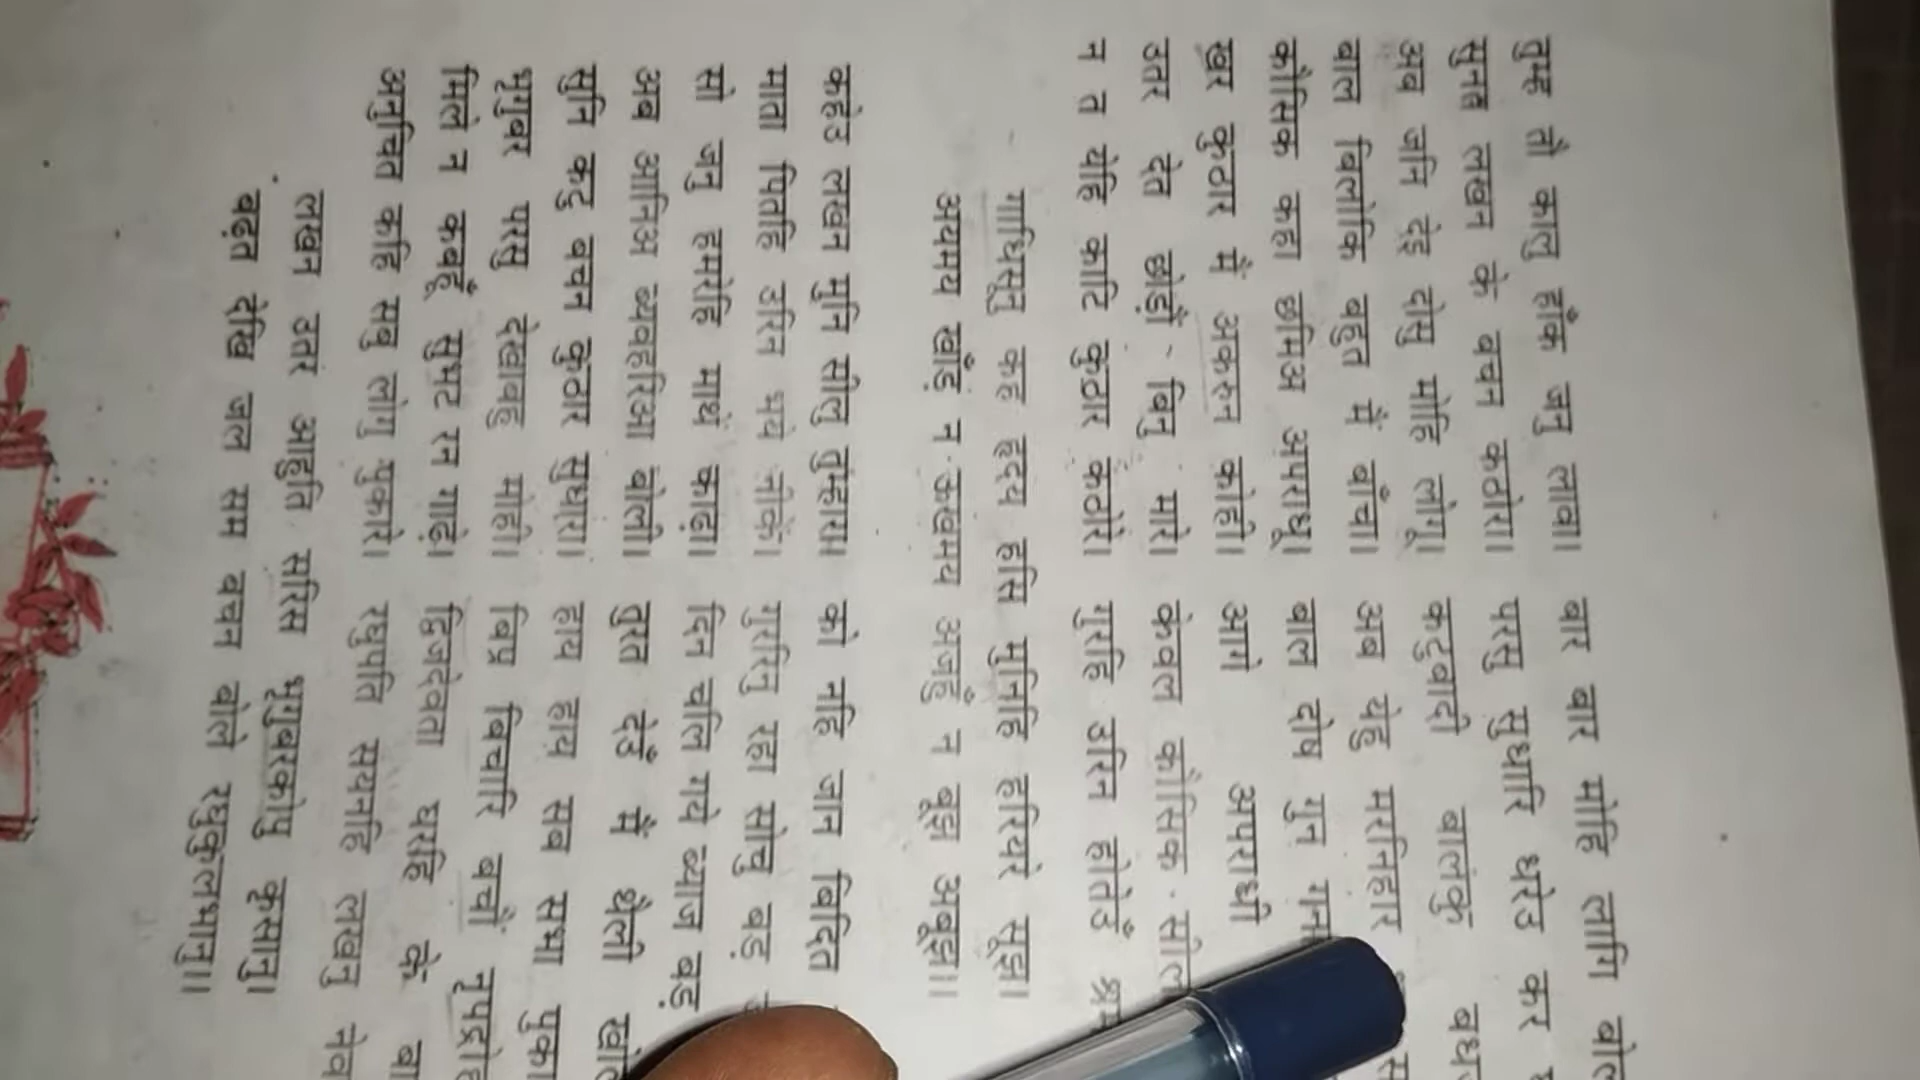 तुम्ह तौ कालु हाँक जनु लावा। बार बार मोहि लागि
सुनत लखन के बचन कठोरा। परसु सुधारि धरेउ कर
अब जनि देइ दोसु मोहि लोगू। कटुबादी बालकु
बाल बिलोकि बहुत मैं बाँचा। अब येहु मरनिहार
कौसिक कहा छमिअ अपराधू। बाल दोष गुन
खर कुठार मैं अकरुन कोही। आगे अपराधी
उतर देत छोड़ौं बिनु मारे। केवल कौसिक
न त येहि काटि कुठार कठोरे। गुरहि उरिन होतेउँ
गाधिसूनु कह हृदय हसि मुनिहि हरियरे सूझ।
अयमय खाँड़ न ऊखमय अजहुँ न बूझ अबूझ॥
कहेउ लखन मुनि सीलु तुम्हारा। को नहि जान बिदित
माता पितहि उरिन भये नीकें। गुररिनु रहा सोचु बड़
सो जनु हमरेहि माथें काढ़ा। दिन चलि गये ब्याज बड़
अब आनिअ ब्यवहरिआ बोली। तुरत देउँ मैं थैली
सुनि कटु बचन कुठार सुधारा। हाय हाय सब सभा
भृगुबर परसु देखाबहु मोही। बिप्र बिचारि बचौं
मिले न कबहूँ सुभट रन गाढ़े। द्विजदेवता घरहि के
अनुचित कहि सबु लोगु पुकारे। रघुपति सयनहि लखनु
लखन उतर आहुति सरिस भृगुबरकोपु कृसानु।
बढ़त देखि जल सम बचन बोले रघुकुलभानु॥